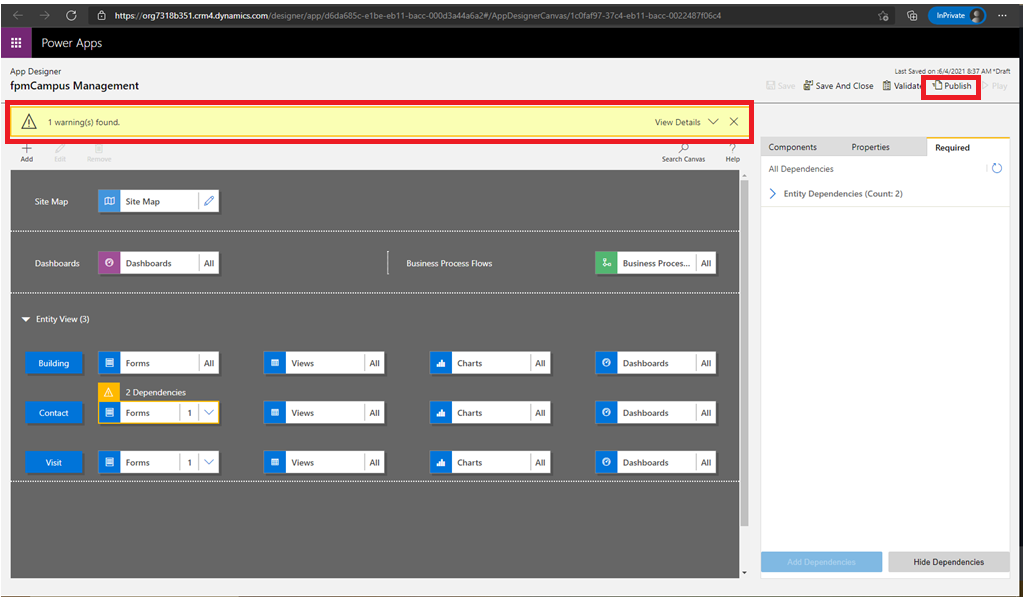 https://org7318b351.crm4.dynamics.com/designer/app/d6da685c-e1be-eb11-bacc-000d3a44a6a2#/AppDesignerCanvas/1c0faf97-37c4-eb11-bacc-0022487f06c4
InPrivate
Power Apps
App Designer
fpmCampus Management
Last Saved on :6/4/2021 8:37 AM *Draft
Save Save And Close Validate Publish Play
1 warning(s) found. View Details
Add Edit Remove Search Canvas Help
Components Properties Required
All Dependencies
Entity Dependencies (Count: 2)
Site Map Site Map
Dashboards Dashboards All Business Process Flows Business Proces... All
Entity View (3)
Building Forms All Views All Charts All Dashboards All
2 Dependencies
Contact Forms 1 Views All Charts All Dashboards All
Visit Forms 1 Views All Charts All Dashboards All
Add Dependencies Hide Dependencies